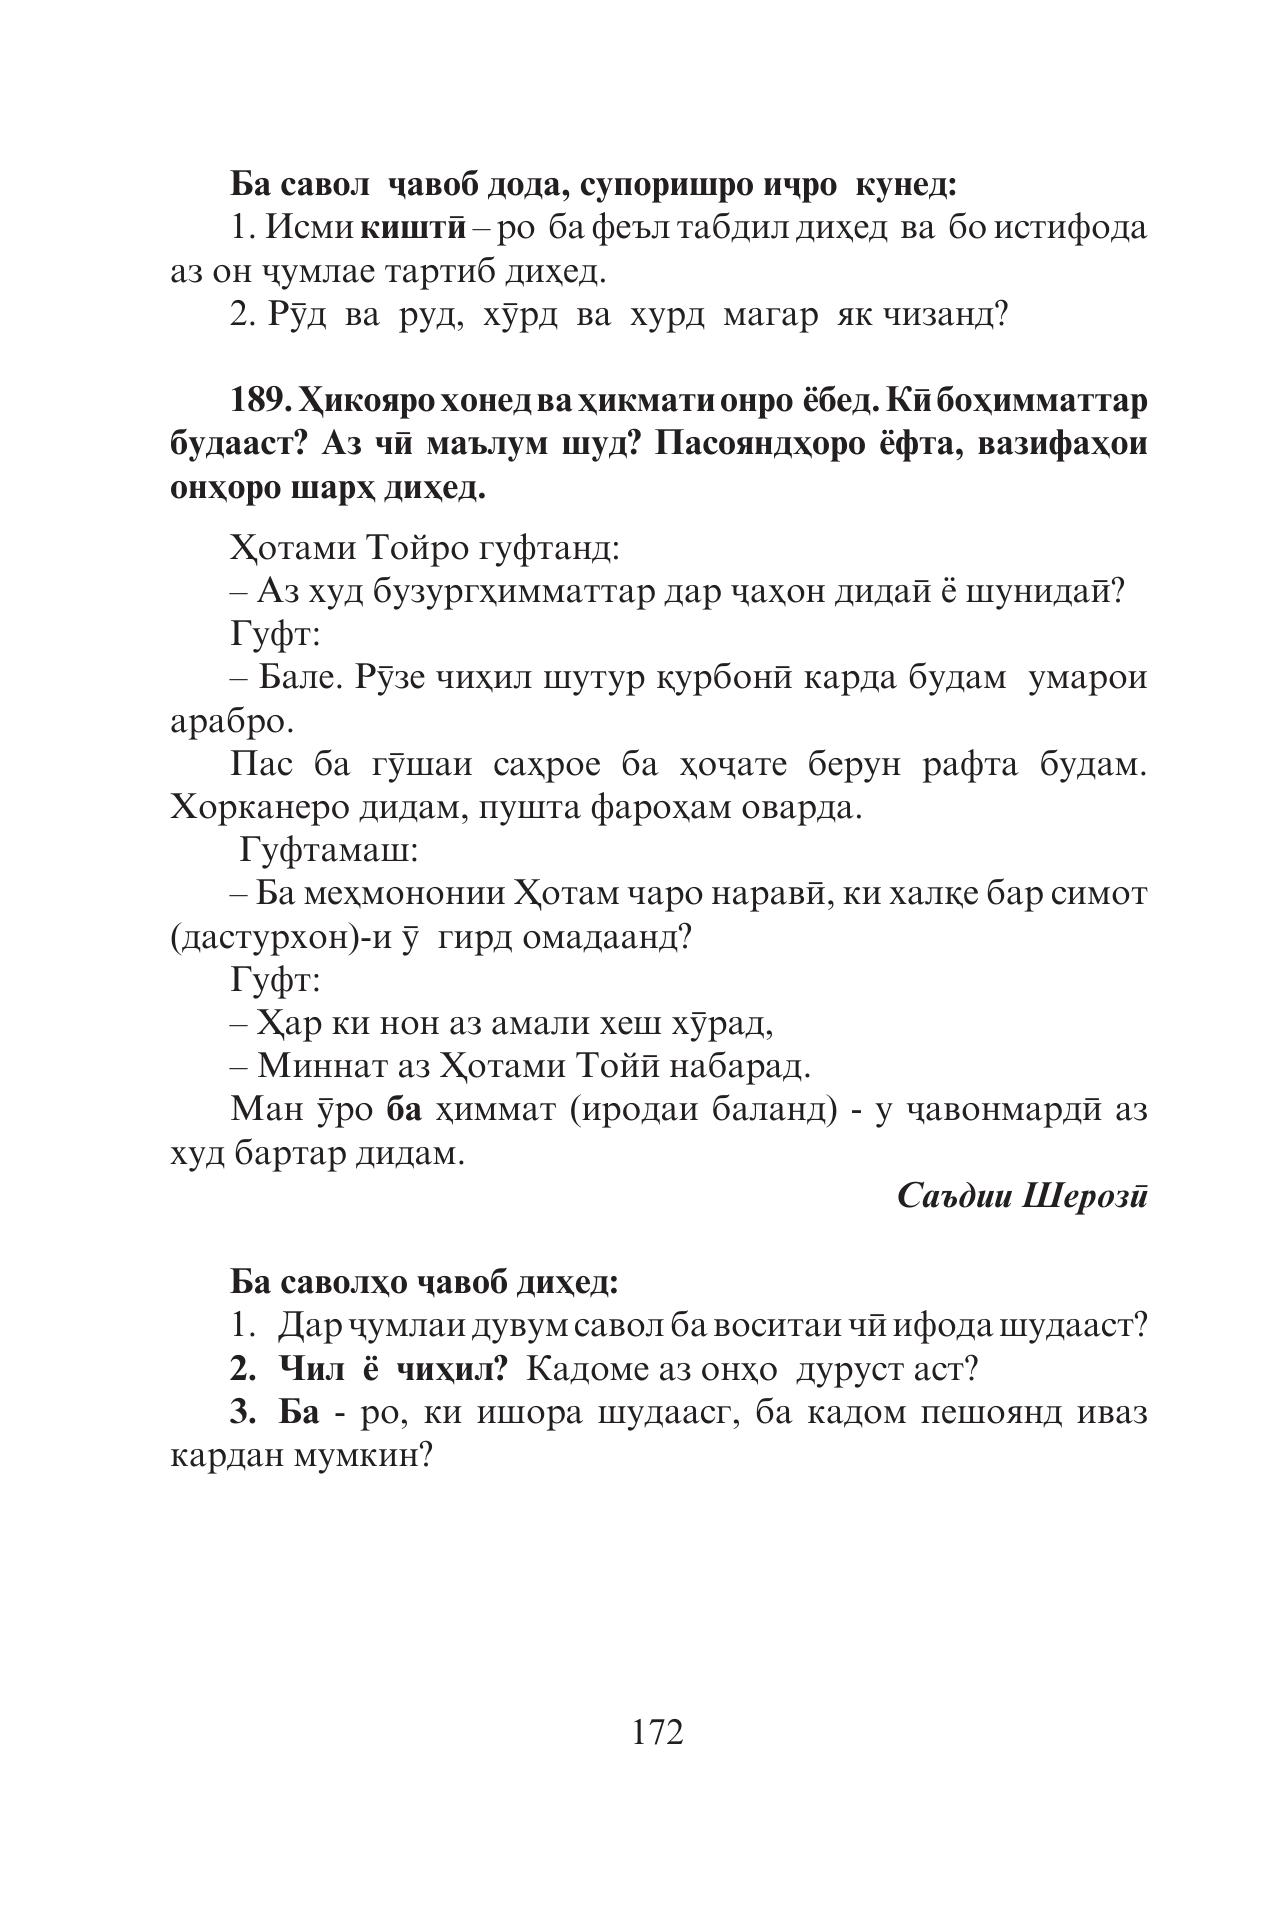 Ба савол ҷавоб дода, супоришро иҷро кунед:
1. Исми киштӣ – ро ба феъл табдил диҳед ва бо истифода
аз он ҷумлае тартиб диҳед.
2. Рӯд ва руд, хӯрд ва хурд магар як чизанд?
189. Ҳикояро хонед ва ҳикмати онро ёбед. Кӣ боҳимматтар
будааст? Аз чӣ маълум шуд? Пасояндҳоро ёфта, вазифаҳои
онҳоро шарҳ диҳед.
Ҳотами Тойро гуфтанд:
– Аз худ бузургҳимматтар дар ҷаҳон дидаӣ ё шунидаӣ?
Гуфт:
– Бале. Рӯзе чиҳил шутур қурбонӣ карда будам умарои
арабро.
Пас ба гӯшаи саҳрое ба ҳоҷате берун рафта будам.
Хорканеро дидам, пушта фароҳам оварда.
Гуфтамаш:
– Ба меҳмононии Ҳотам чаро наравӣ, ки халқе бар симот
(дастурхон)-и ӯ гирд омадаанд?
Гуфт:
– Ҳар ки нон аз амали хеш хӯрад,
– Миннат аз Ҳотами Тойӣ набарад.
Ман ӯро ба ҳиммат (иродаи баланд) - у ҷавонмардӣ аз
худ бартар дидам.
Саъдии Шерозӣ
Ба саволҳо ҷавоб диҳед:
1. Дар ҷумлаи дувум савол ба воситаи чӣ ифода шудааст?
2. Чил ё чиҳил? Кадоме аз онҳо дуруст аст?
3. Ба - ро, ки ишора шудаасг, ба кадом пешоянд иваз
кардан мумкин?
172